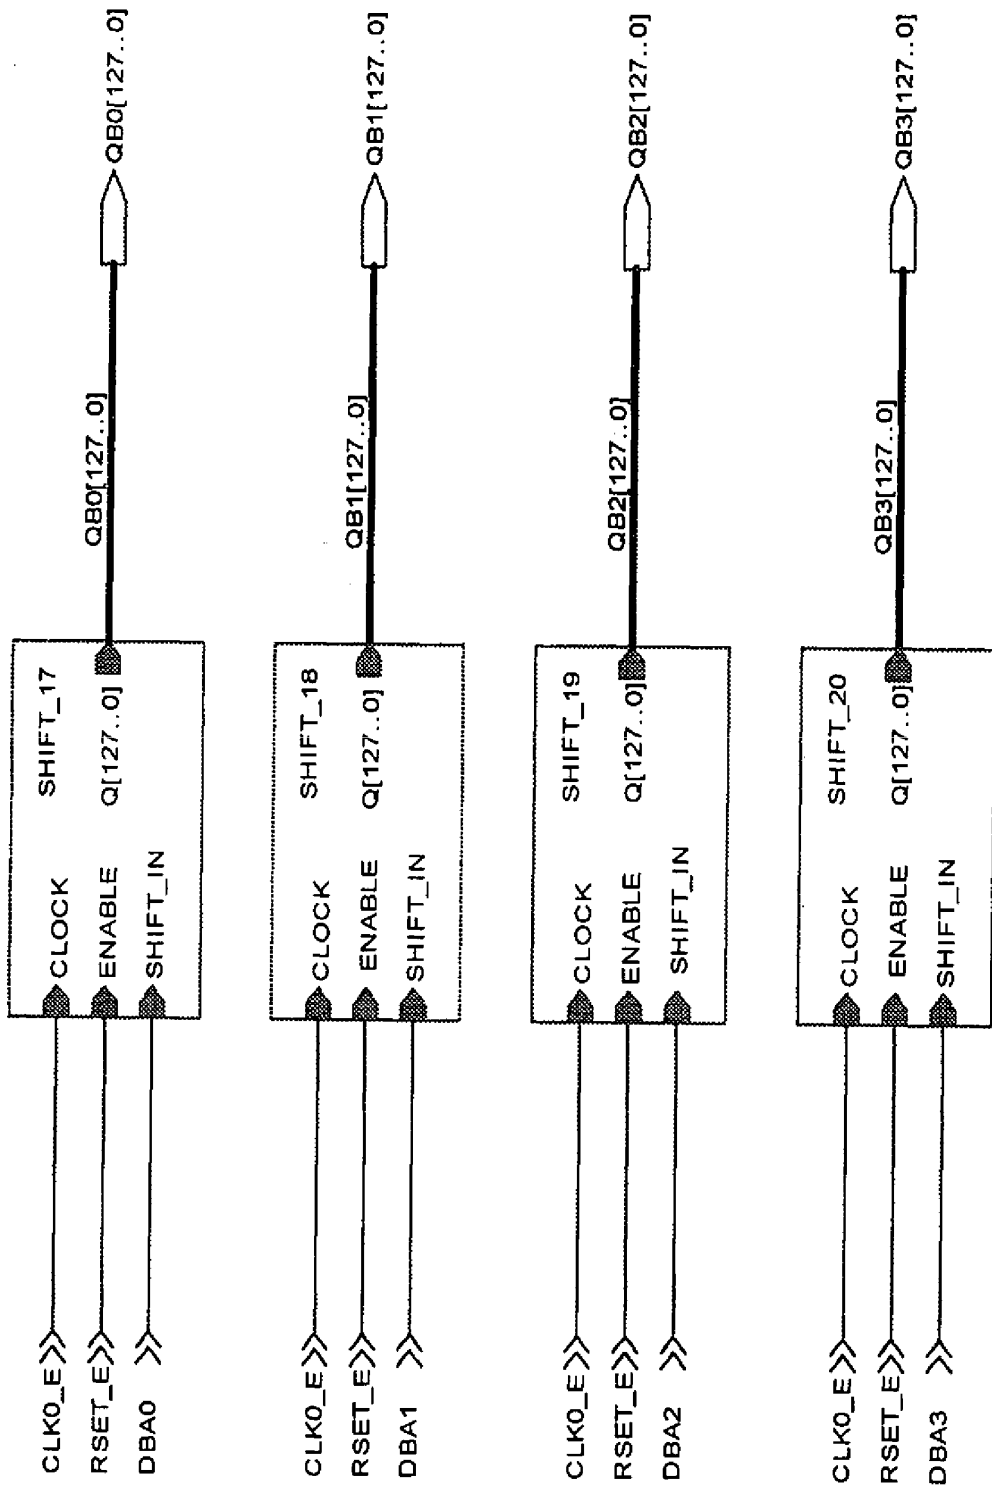 SHIFT_17
CLK0_E CLOCK
RSET_E ENABLE Q[127..0] QB0[127..0] QB0[127..0]
DBA0 SHIFT_IN
SHIFT_18
CLK0_E CLOCK
RSET_E ENABLE Q[127..0] QB1[127..0] QB1[127..0]
DBA1 SHIFT_IN
SHIFT_19
CLK0_E CLOCK
RSET_E ENABLE Q[127..0] QB2[127..0] QB2[127..0]
DBA2 SHIFT_IN
SHIFT_20
CLK0_E CLOCK
RSET_E ENABLE Q[127..0] QB3[127..0] QB3[127..0]
DBA3 SHIFT_IN